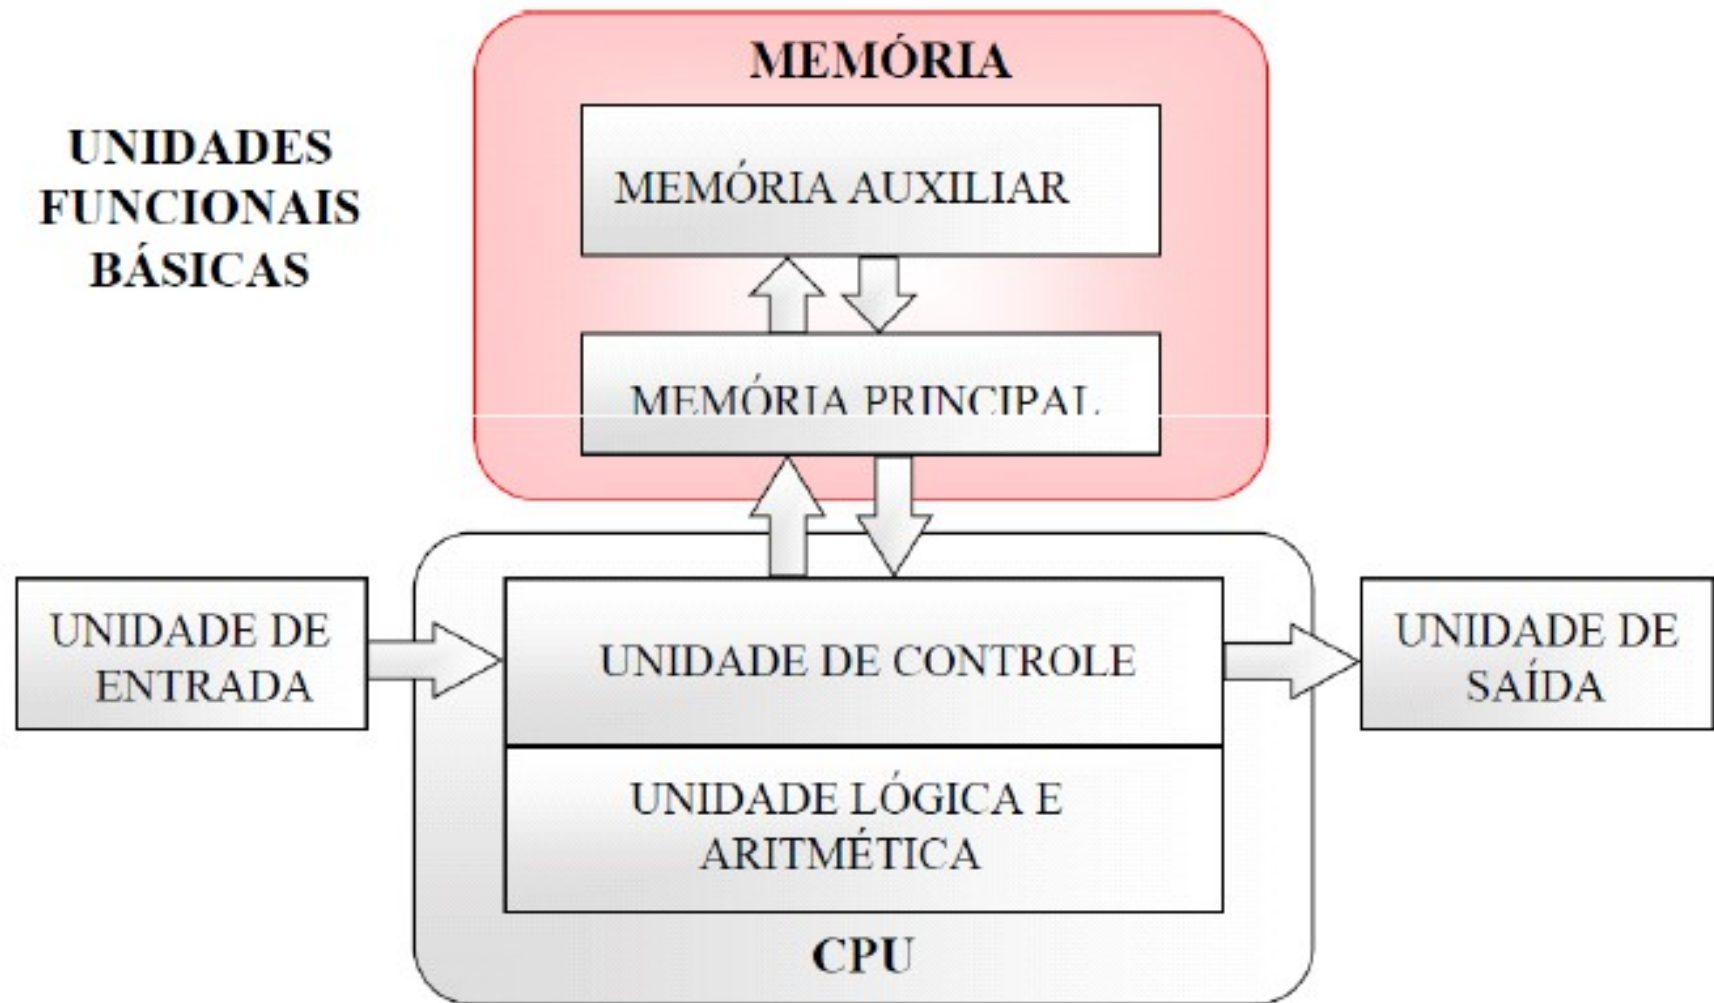 UNIDADES
FUNCIONAIS
BÁSICAS
MEMÓRIA
MEMÓRIA AUXILIAR
MEMÓRIA PRINCIPAL
UNIDADE DE
ENTRADA
UNIDADE DE CONTROLE
UNIDADE LÓGICA E
ARITMÉTICA
CPU
UNIDADE DE
SAÍDA